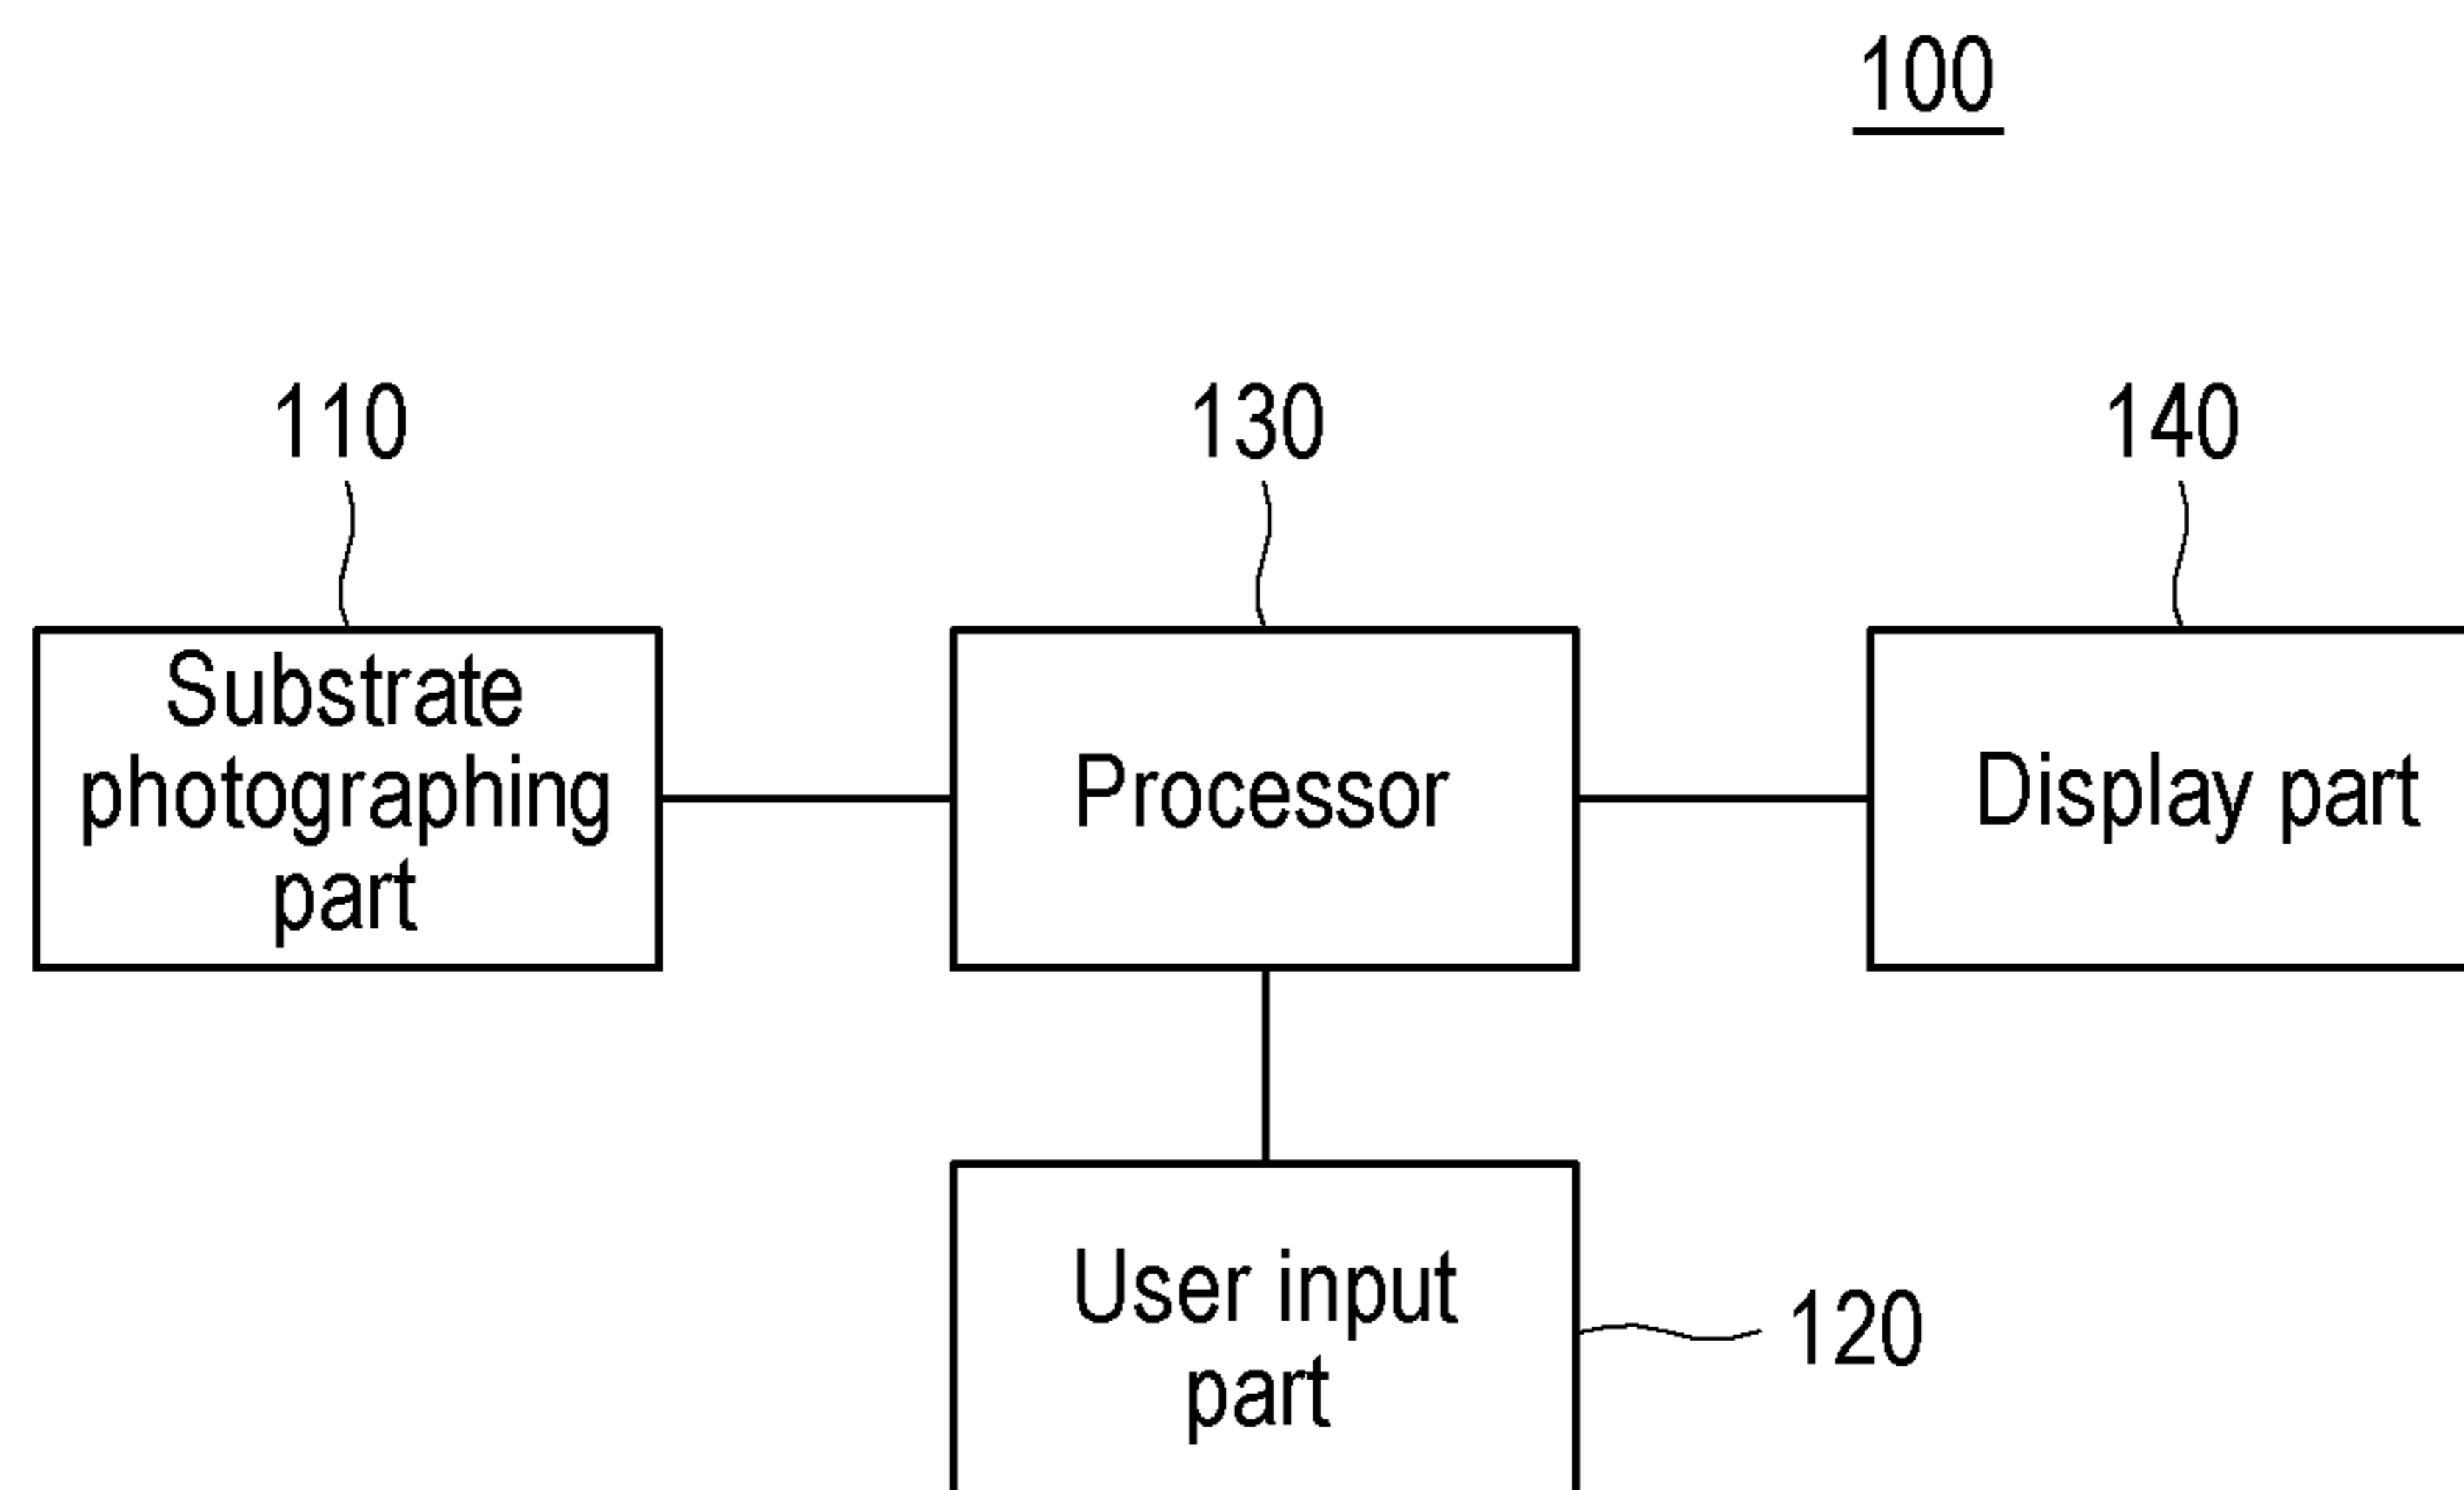 100
110
130
140
Substrate
photographing
part
Processor
Display part
User input
part
120